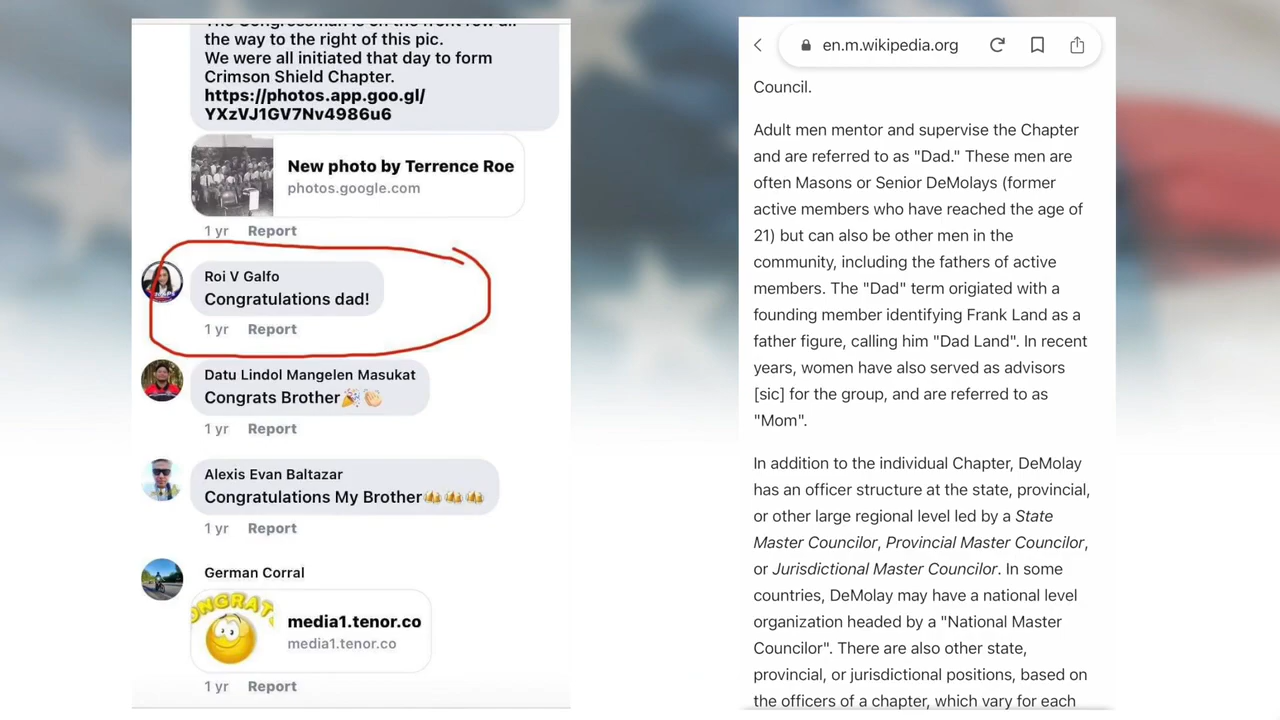 The Congressman is on the front row all
the way to the right of this pic.
We were all initiated that day to form
Crimson Shield Chapter.
https://photos.app.goo.gl/
YXzVJ1GV7Nv4986u6
New photo by Terrence Roe
photos.google.com
1 yr Report
Roi V Galfo
Congratulations dad!
1 yr Report
Datu Lindol Mangelen Masukat
Congrats Brother🎉👏🏻
1 yr Report
Alexis Evan Baltazar
Congratulations My Brother
1 yr Report
German Corral
media1.tenor.co
media1.tenor.co
1 yr Report
en.m.wikipedia.org
Council.
Adult men mentor and supervise the Chapter
and are referred to as "Dad." These men are
often Masons or Senior DeMolays (former
active members who have reached the age of
21) but can also be other men in the
community, including the fathers of active
members. The "Dad" term origiated with a
founding member identifying Frank Land as a
father figure, calling him "Dad Land". In recent
years, women have also served as advisors
[sic] for the group, and are referred to as
"Mom".
In addition to the individual Chapter, DeMolay
has an officer structure at the state, provincial,
or other large regional level led by a State
Master Councilor, Provincial Master Councilor,
or Jurisdictional Master Councilor. In some
countries, DeMolay may have a national level
organization headed by a "National Master
Councilor". There are also other state,
provincial, or jurisdictional positions, based on
the officers of a chapter, which vary for each